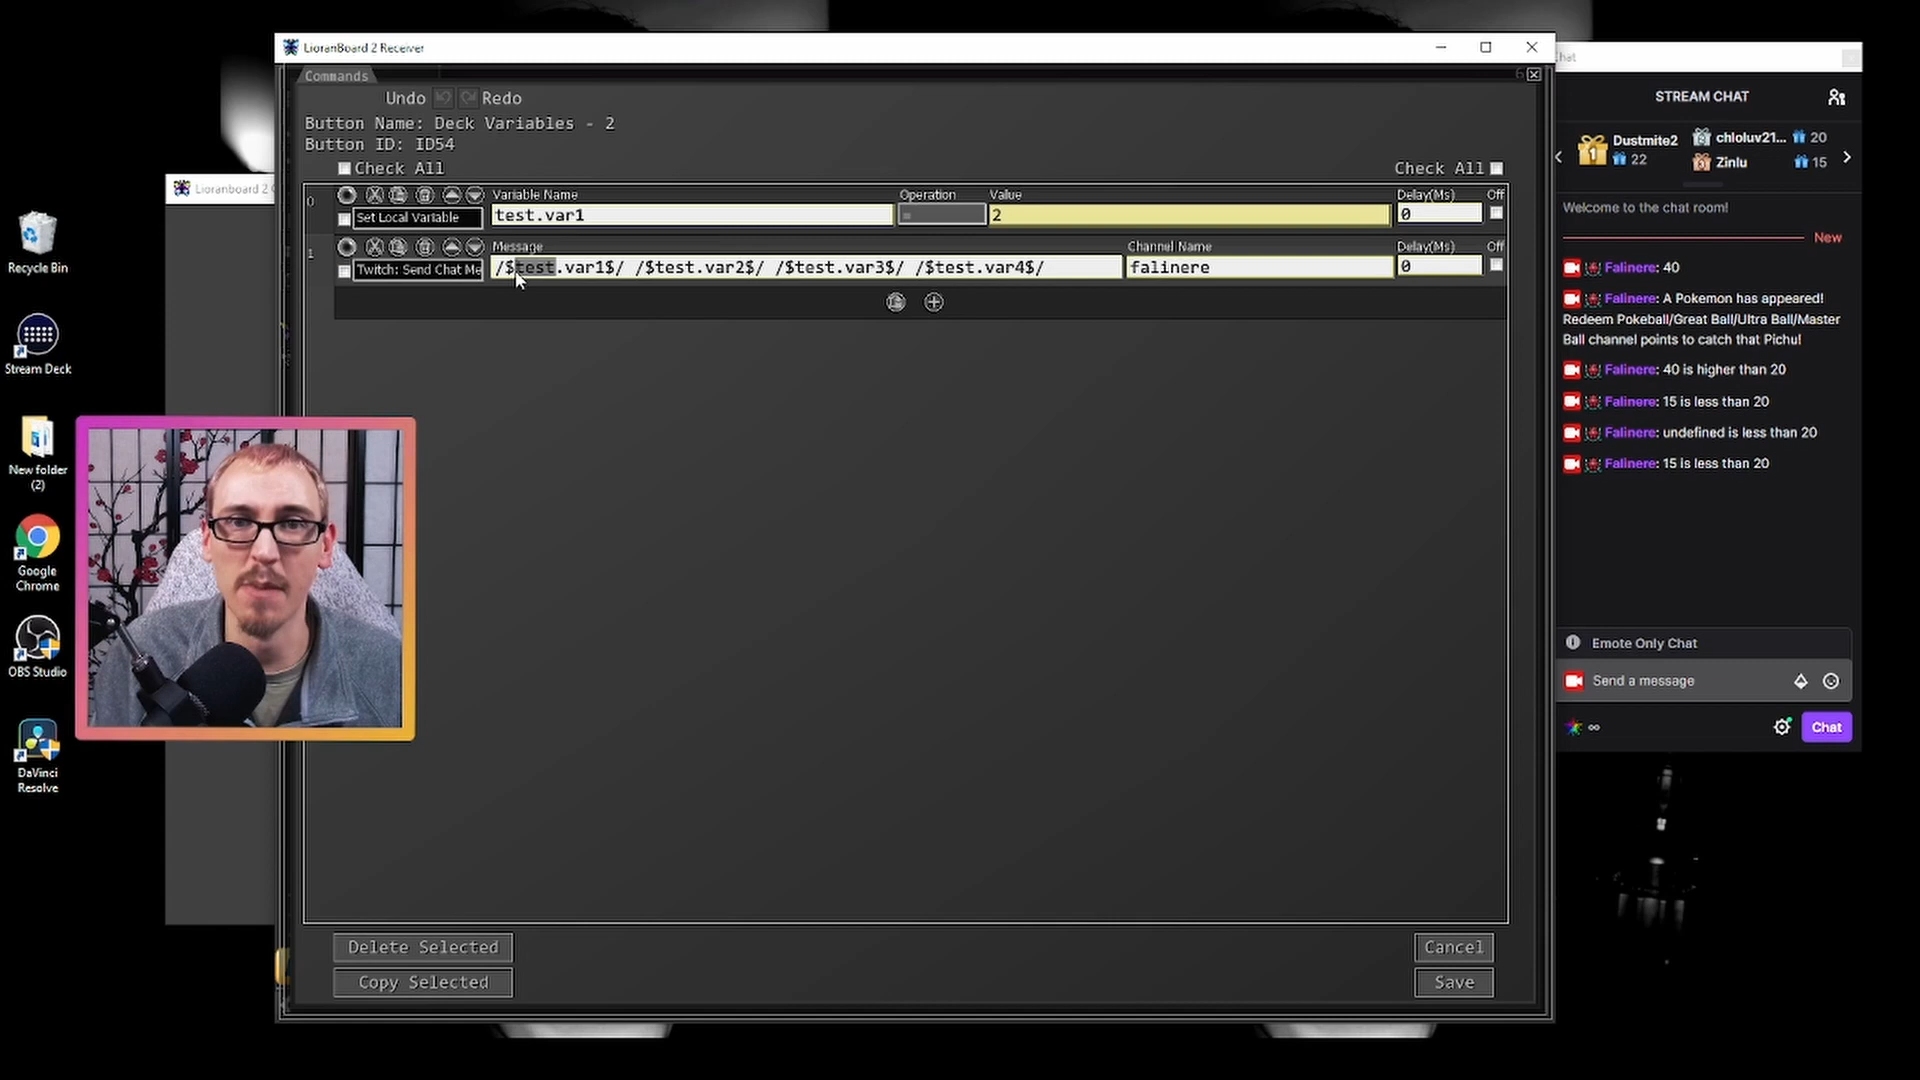 LioranBoard 2 Receiver
Commands
Undo Redo
Button Name: Deck Variables - 2
Button ID: ID54
Check All
Check All
0
Variable Name
Operation
Value
Delay(Ms)
Off
Set Local Variable
test.var1
=
2
0
1
Message
Channel Name
Delay(Ms)
Off
Twitch: Send Chat Me
/$test.var1$/ /$test.var2$/ /$test.var3$/ /$test.var4$/
falinere
0
Delete Selected
Copy Selected
Cancel
Save
Lioranboard 2
Recycle Bin
Stream Deck
New folder
(2)
Google
Chrome
OBS Studio
DaVinci
Resolve
STREAM CHAT
1
Dustmite2
22
2
chloluv21... 20
3
Zinlu 15
Welcome to the chat room!
New
Falinere: 40
Falinere: A Pokemon has appeared!
Redeem Pokeball/Great Ball/Ultra Ball/Master
Ball channel points to catch that Pichu!
Falinere: 40 is higher than 20
Falinere: 15 is less than 20
Falinere: undefined is less than 20
Falinere: 15 is less than 20
Emote Only Chat
Send a message
∞
Chat